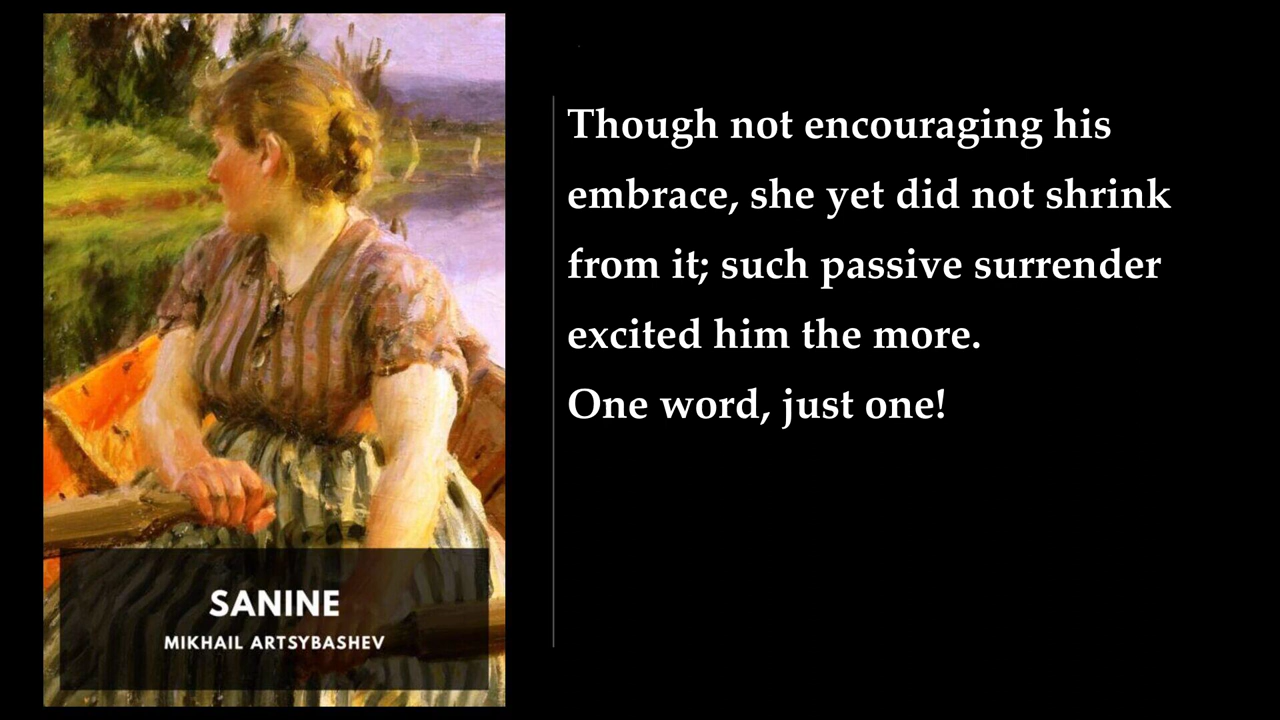 SANINE
MIKHAIL ARTSYBASHEV
Though not encouraging his
embrace, she yet did not shrink
from it; such passive surrender
excited him the more.
One word, just one!